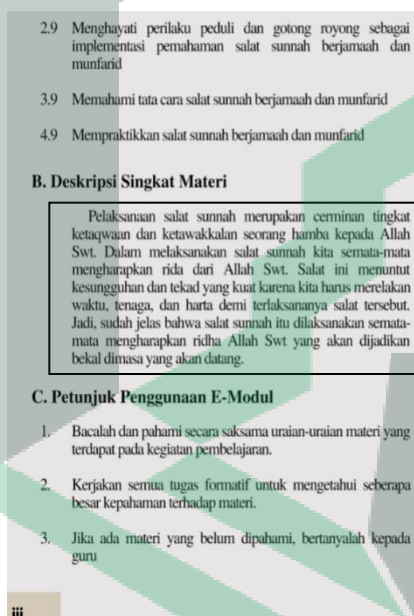 2.9 Menghayati perilaku peduli dan gotong royong sebagai
implementasi pemahaman salat sunnah berjamaah dan
munfarid
3.9 Memahami tata cara salat sunnah berjamaah dan munfarid
4.9 Mempraktikkan salat sunnah berjamaah dan munfarid
B. Deskripsi Singkat Materi
Pelaksanaan salat sunnah merupakan cerminan tingkat
ketaqwaan dan ketawakkalan seorang hamba kepada Allah
Swt. Dalam melaksanakan salat sunnah kita semata-mata
mengharapkan rida dari Allah Swt. Salat ini menuntut
kesungguhan dan tekad yang kuat karena kita harus merelakan
waktu, tenaga, dan harta demi terlaksananya salat tersebut.
Jadi, sudah jelas bahwa salat sunnah itu dilaksanakan semata-
mata mengharapkan ridha Allah Swt yang akan dijadikan
bekal dimasa yang akan datang.
C. Petunjuk Penggunaan E-Modul
1. Bacalah dan pahami secara saksama uraian-uraian materi yang
terdapat pada kegiatan pembelajaran.
2. Kerjakan semua tugas formatif untuk mengetahui seberapa
besar kepahaman terhadap materi.
3. Jika ada materi yang belum dipahami, bertanyalah kepada
guru
iii